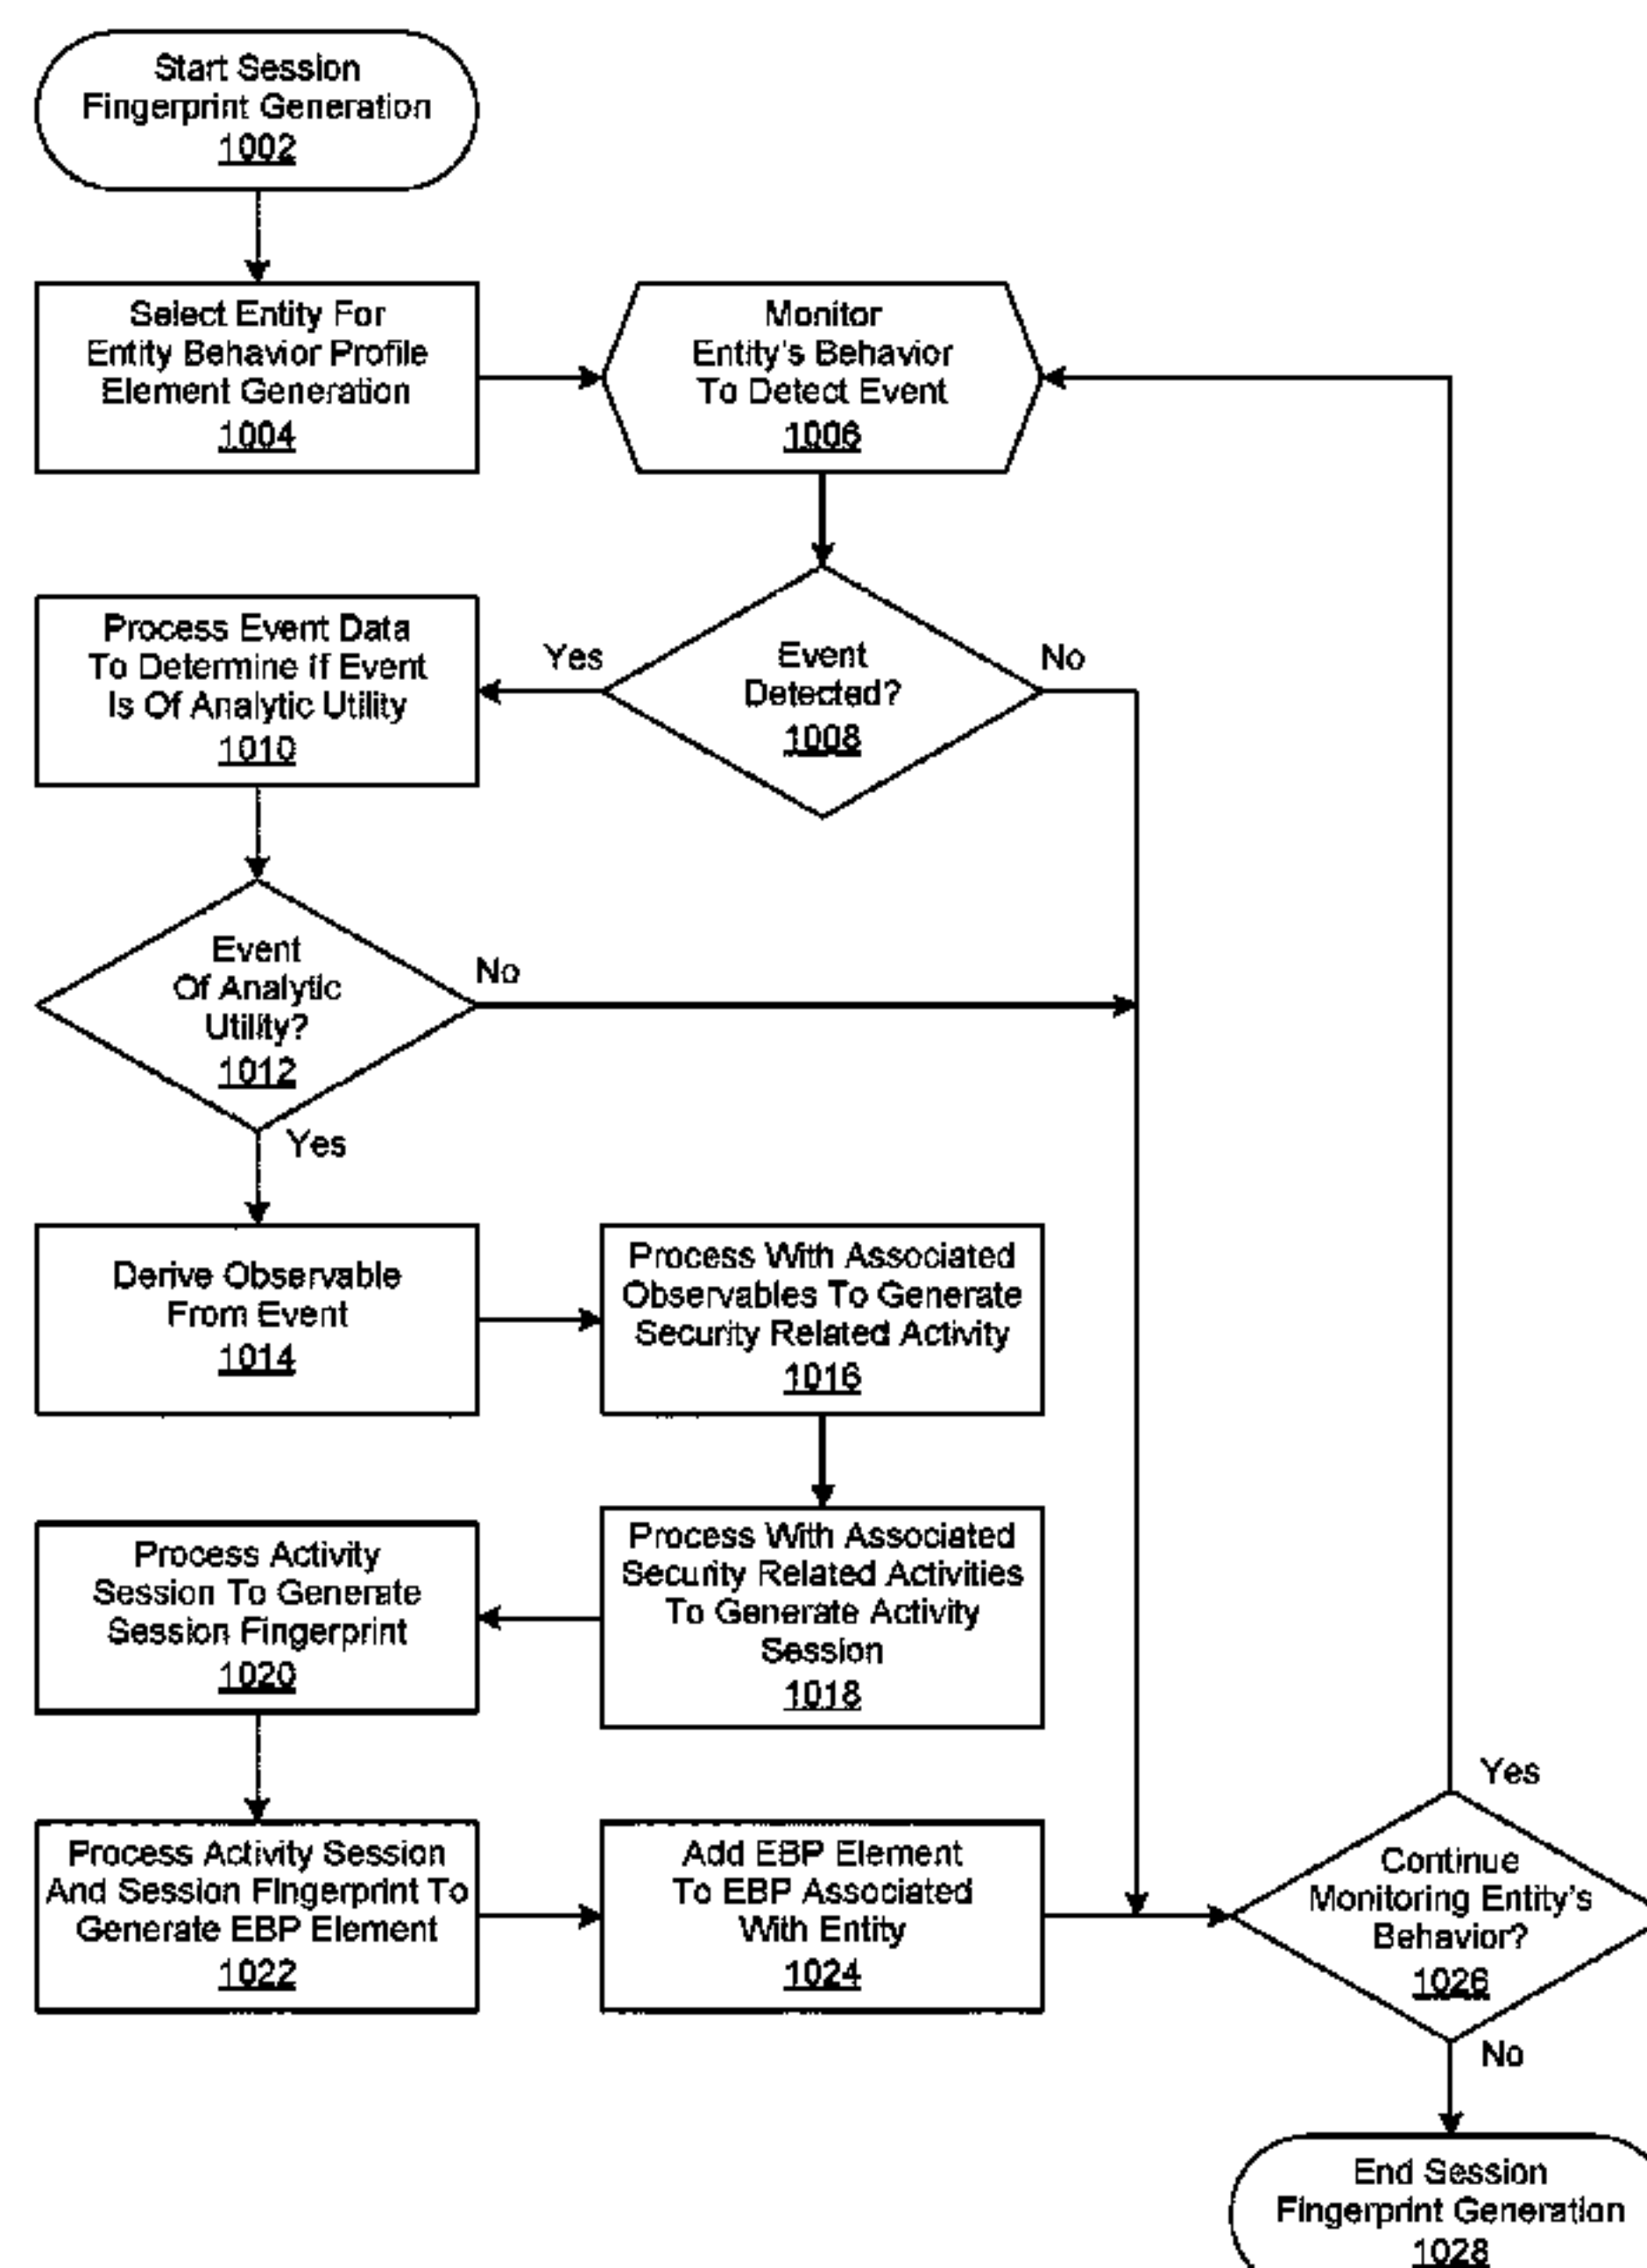 Start Session
Fingerprint Generation
1002
Select Entity For
Entity Behavior Profile
Element Generation
1004
Monitor
Entity's Behavior
To Detect Event
1006
Event
Detected?
1008
Yes
No
Process Event Data
To Determine If Event
Is Of Analytic Utility
1010
Event
Of Analytic
Utility?
1012
No
Yes
Derive Observable
From Event
1014
Process With Associated
Observables To Generate
Security Related Activity
1016
Process With Associated
Security Related Activities
To Generate Activity
Session
1018
Process Activity
Session To Generate
Session Fingerprint
1020
Process Activity Session
And Session Fingerprint To
Generate EBP Element
1022
Add EBP Element
To EBP Associated
With Entity
1024
Yes
Continue
Monitoring Entity's
Behavior?
1026
No
End Session
Fingerprint Generation
1028